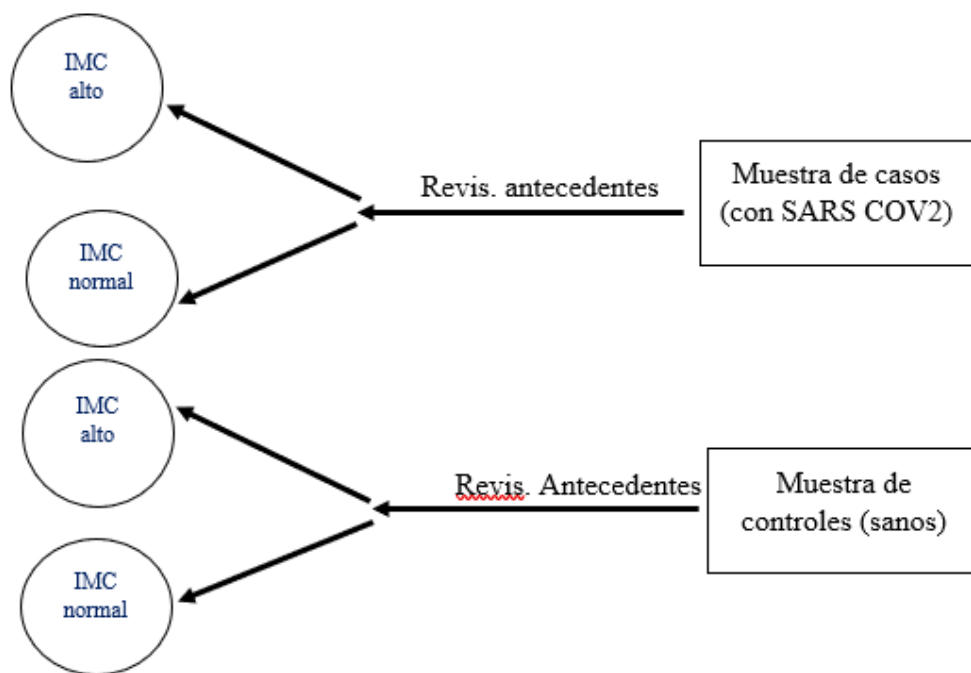 IMC
alto
Revis. antecedentes
Muestra de casos
(con SARS COV2)
IMC
normal
IMC
alto
Revis. Antecedentes
Muestra de
controles (sanos)
IMC
normal